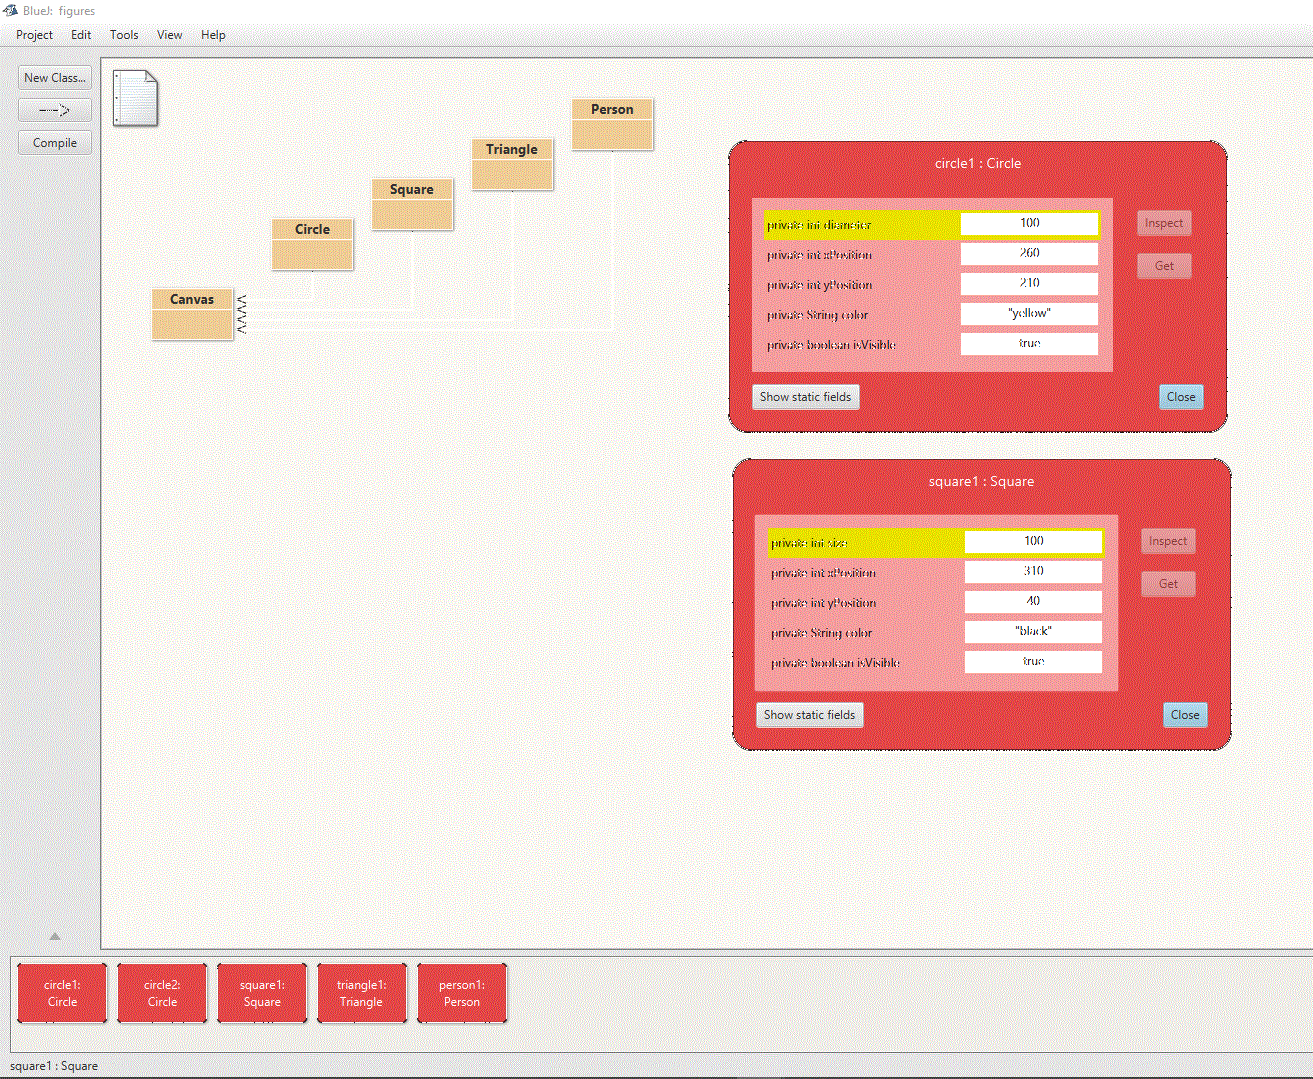 BlueJ: figures
Project Edit Tools View Help
New Class...
Compile
Person
Triangle
Square
Circle
Canvas
circle1 : Circle
private int diameter 100
private int xPosition 260
private int yPosition 210
private String color "yellow"
private boolean isVisible true
Inspect
Get
Show static fields
Close
square1 : Square
private int size 100
private int xPosition 310
private int yPosition 40
private String color "black"
private boolean isVisible true
Inspect
Get
Show static fields
Close
circle1:
Circle
circle2:
Circle
square1:
Square
triangle1:
Triangle
person1:
Person
square1 : Square